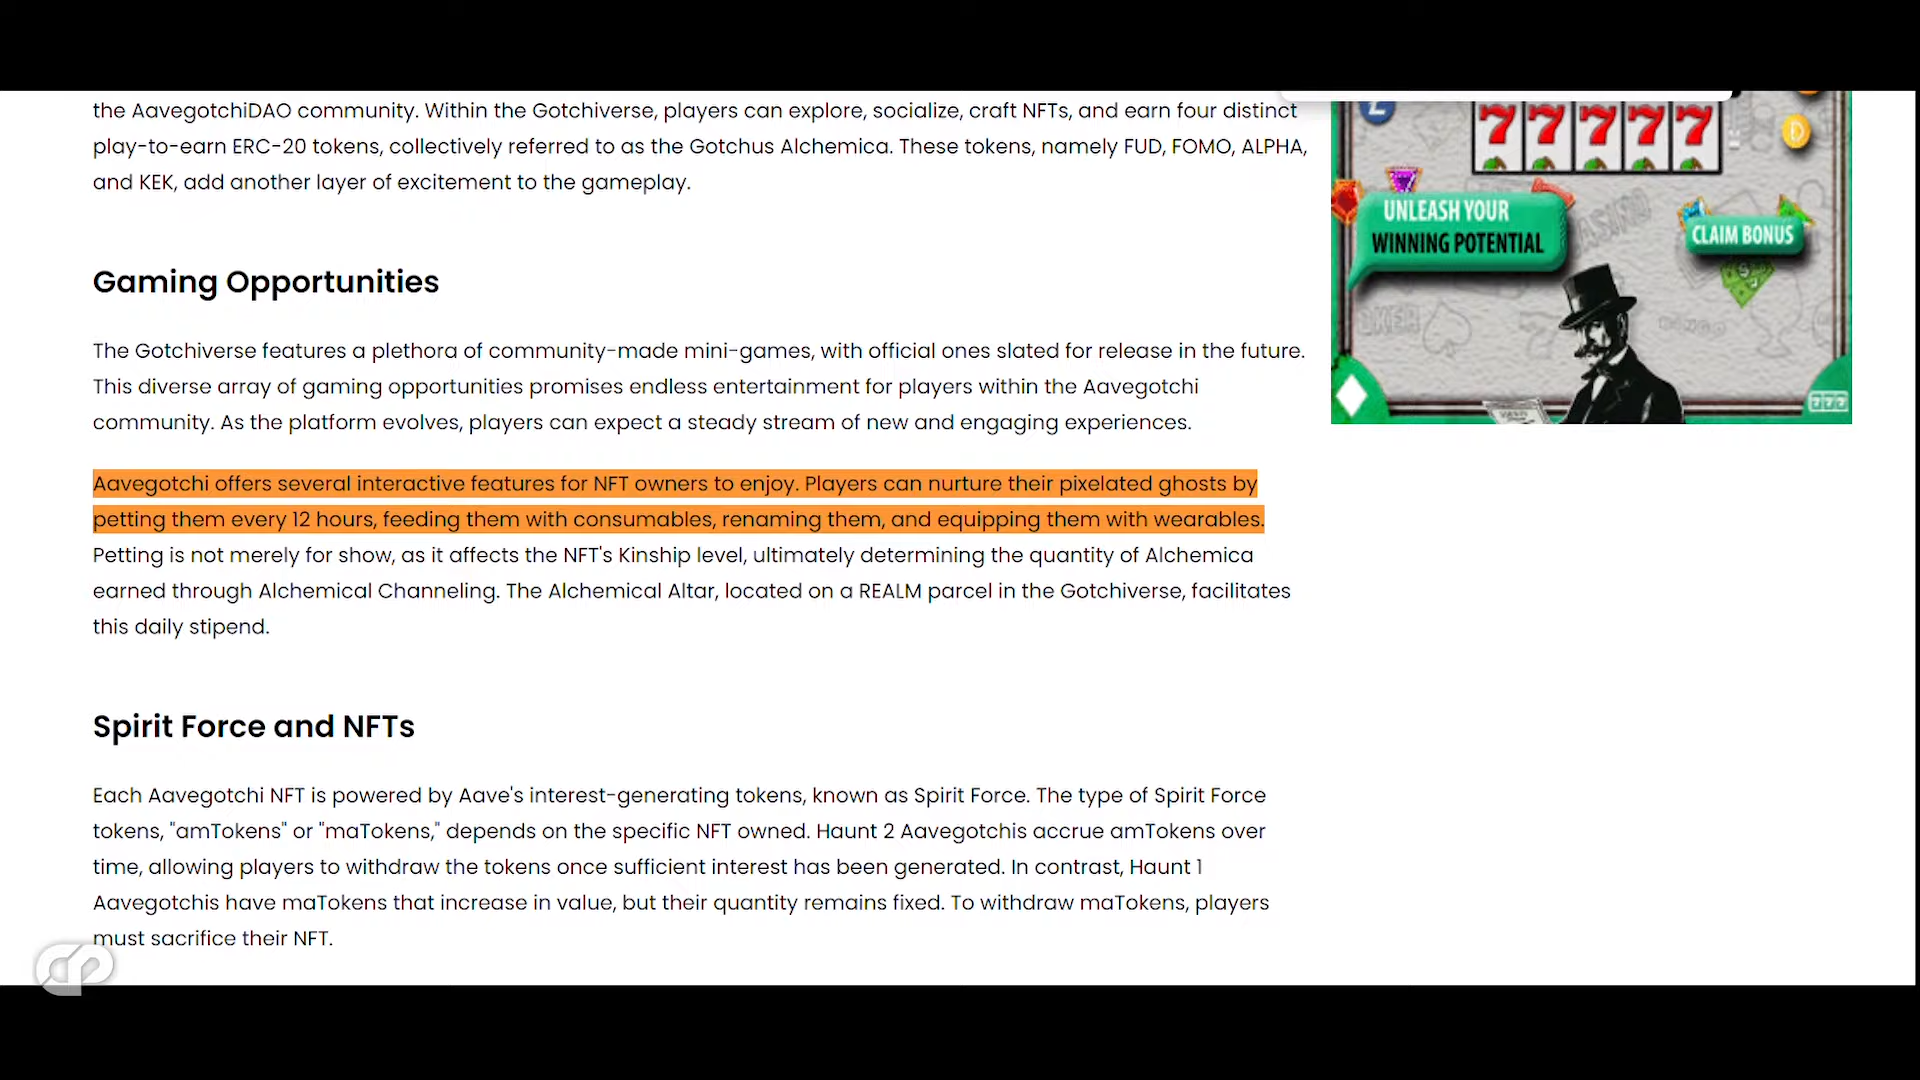 the AavegotchiDAO community. Within the Gotchiverse, players can explore, socialize, craft NFTs, and earn four distinct
play-to-earn ERC-20 tokens, collectively referred to as the Gotchus Alchemica. These tokens, namely FUD, FOMO, ALPHA,
and KEK, add another layer of excitement to the gameplay.
Gaming Opportunities
The Gotchiverse features a plethora of community-made mini-games, with official ones slated for release in the future.
This diverse array of gaming opportunities promises endless entertainment for players within the Aavegotchi
community. As the platform evolves, players can expect a steady stream of new and engaging experiences.
Aavegotchi offers several interactive features for NFT owners to enjoy. Players can nurture their pixelated ghosts by
petting them every 12 hours, feeding them with consumables, renaming them, and equipping them with wearables.
Petting is not merely for show, as it affects the NFT's Kinship level, ultimately determining the quantity of Alchemica
earned through Alchemical Channeling. The Alchemical Altar, located on a REALM parcel in the Gotchiverse, facilitates
this daily stipend.
Spirit Force and NFTs
Each Aavegotchi NFT is powered by Aave's interest-generating tokens, known as Spirit Force. The type of Spirit Force
tokens, "amTokens" or "maTokens," depends on the specific NFT owned. Haunt 2 Aavegotchis accrue amTokens over
time, allowing players to withdraw the tokens once sufficient interest has been generated. In contrast, Haunt 1
Aavegotchis have maTokens that increase in value, but their quantity remains fixed. To withdraw maTokens, players
must sacrifice their NFT.
7 7 7 7 7
UNLEASH YOUR
WINNING POTENTIAL
CLAIM BONUS
777